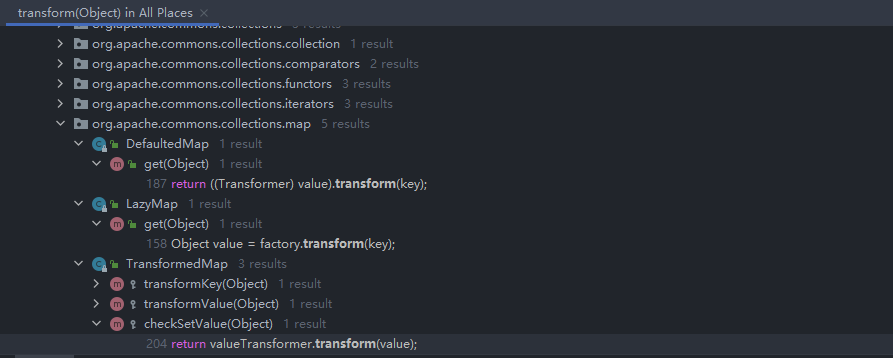 transform(Object) in All Places
org.apache.commons.collections
org.apache.commons.collections.collection 1 result
org.apache.commons.collections.comparators 2 results
org.apache.commons.collections.functors 3 results
org.apache.commons.collections.iterators 3 results
org.apache.commons.collections.map 5 results
DefaultedMap 1 result
get(Object) 1 result
187 return ((Transformer) value).transform(key);
LazyMap 1 result
get(Object) 1 result
158 Object value = factory.transform(key);
TransformedMap 3 results
transformKey(Object) 1 result
transformValue(Object) 1 result
checkSetValue(Object) 1 result
204 return valueTransformer.transform(value);